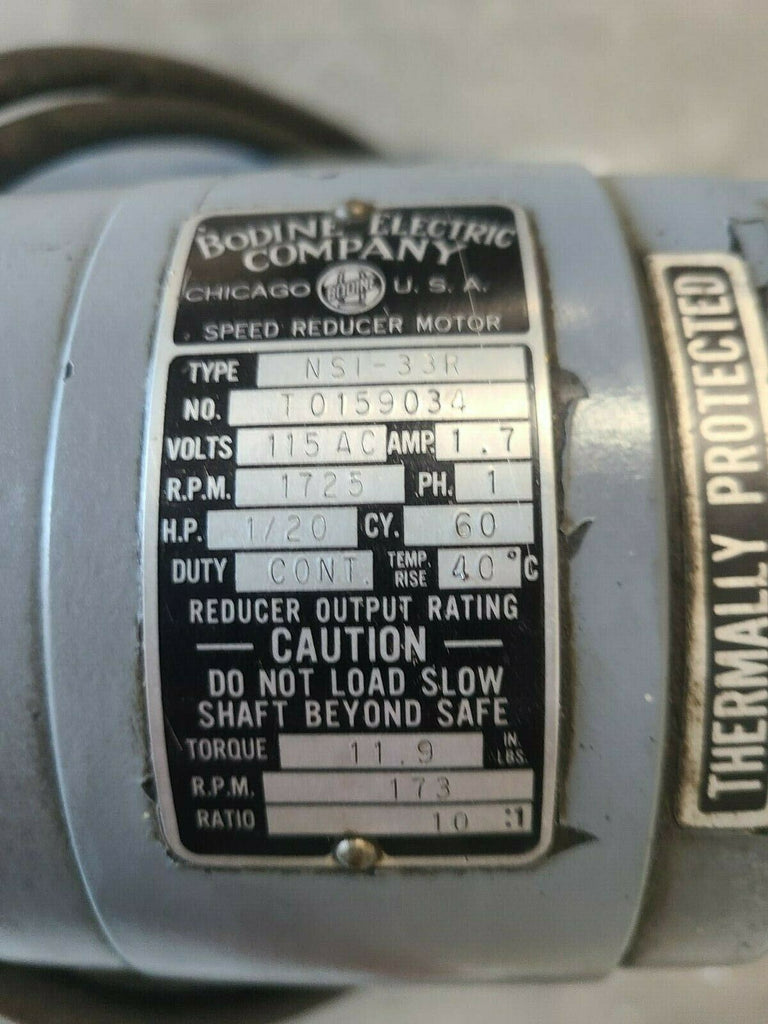 BODINE ELECTRIC
COMPANY
CHICAGO BODINE U. S. A.
SPEED REDUCER MOTOR
TYPE NSI-33R
NO. T0159034
VOLTS 115 AC AMP. 1.7
R.P.M. 1725 PH. 1
H.P. 1/20 CY. 60
DUTY CONT. TEMP. RISE 40°C
REDUCER OUTPUT RATING
— CAUTION —
DO NOT LOAD SLOW
SHAFT BEYOND SAFE
TORQUE 11.9 IN. LBS.
R.P.M. 173
RATIO 10 :1
THERMALLY PROTECTED